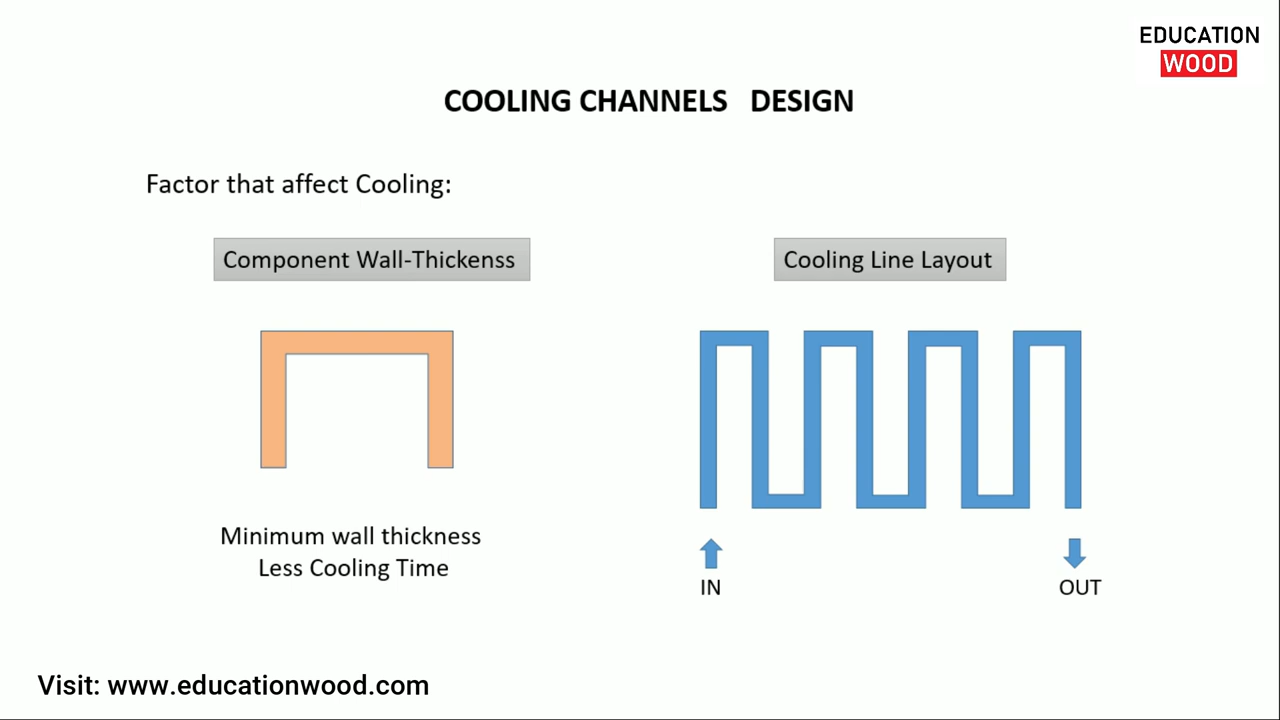 EDUCATION
WOOD
COOLING CHANNELS DESIGN
Factor that affect Cooling:
Component Wall-Thickenss
Cooling Line Layout
Minimum wall thickness
Less Cooling Time
IN
OUT
Visit: www.educationwood.com